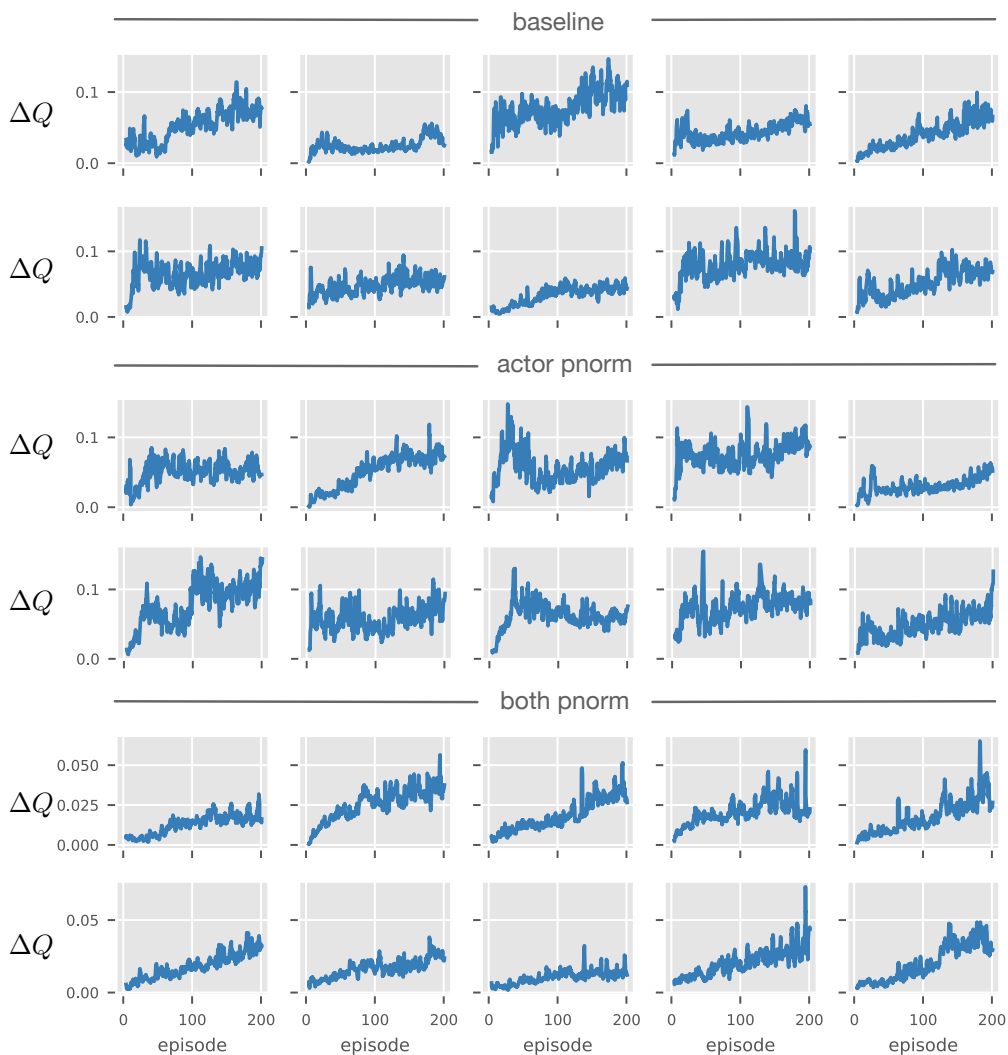 baseline
ΔQ 0.1
0.0
ΔQ 0.1
0.0
actor pnorm
ΔQ 0.1
0.0
ΔQ 0.1
0.0
both pnorm
0.050
ΔQ 0.025
0.000
0.05
ΔQ
0.00
0 100 200 0 100 200 0 100 200 0 100 200 0 100 200
episode episode episode episode episode